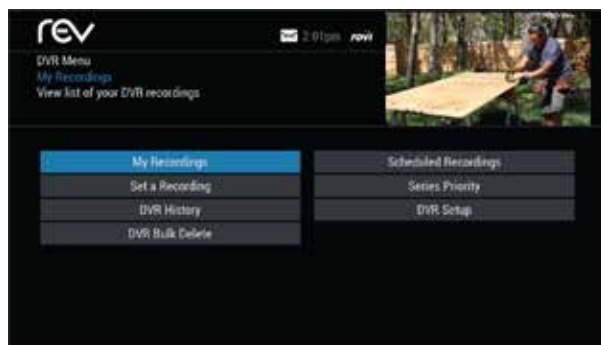 rev
2:01pm rovi
DVR Menu
My Recordings
View list of your DVR recordings
My Recordings
Scheduled Recordings
Set a Recording
Series Priority
DVR History
DVR Setup
DVR Bulk Delete